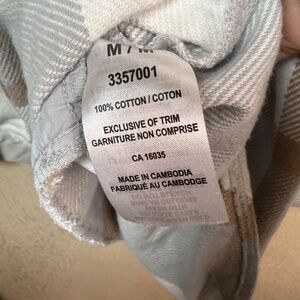 M / M
3357001
100% COTTON / COTON
EXCLUSIVE OF TRIM
GARNITURE NON COMPRISE
CA 16035
MADE IN CAMBODIA
FABRIQUÉ AU CAMBODGE